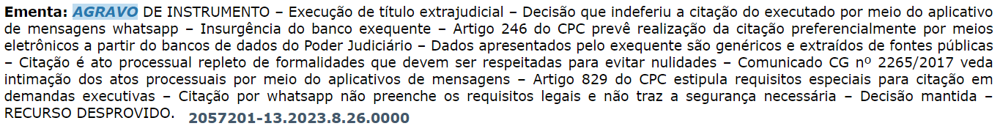 Ementa: AGRAVO DE INSTRUMENTO – Execução de título extrajudicial – Decisão que indeferiu a citação do executado por meio do aplicativo
de mensagens whatsapp – Insurgência do banco exequente – Artigo 246 do CPC prevê realização da citação preferencialmente por meios
eletrônicos a partir do bancos de dados do Poder Judiciário – Dados apresentados pelo exequente são genéricos e extraídos de fontes públicas
– Citação é ato processual repleto de formalidades que devem ser respeitadas para evitar nulidades – Comunicado CG nº 2265/2017 veda
intimação dos atos processuais por meio do aplicativos de mensagens – Artigo 829 do CPC estipula requisitos especiais para citação em
demandas executivas – Citação por whatsapp não preenche os requisitos legais e não traz a segurança necessária – Decisão mantida –
RECURSO DESPROVIDO. 2057201-13.2023.8.26.0000